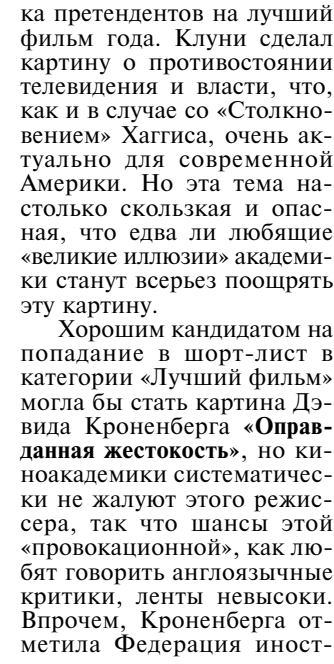 ка претендентов на лучший
фильм года. Клуни сделал
картину о противостоянии
телевидения и власти, что,
как и в случае со «Столкно-
вением» Хаггиса, очень ак-
туально для современной
Америки. Но эта тема на-
столько скользкая и опас-
ная, что едва ли любящие
«великие иллюзии» академи-
ки станут всерьез поощрять
эту картину.
Хорошим кандидатом на
попадание в шорт-лист в
категории «Лучший фильм»
могла бы стать картина Дэ-
вида Кроненберга «Оправ-
данная жестокость», но ки-
ноакадемики систематичес-
ки не жалуют этого режис-
сера, так что шансы этой
«провокационной», как лю-
бят говорить англоязычные
критики, ленты невысоки.
Впрочем, Кроненберга от-
метила Федерация иност-